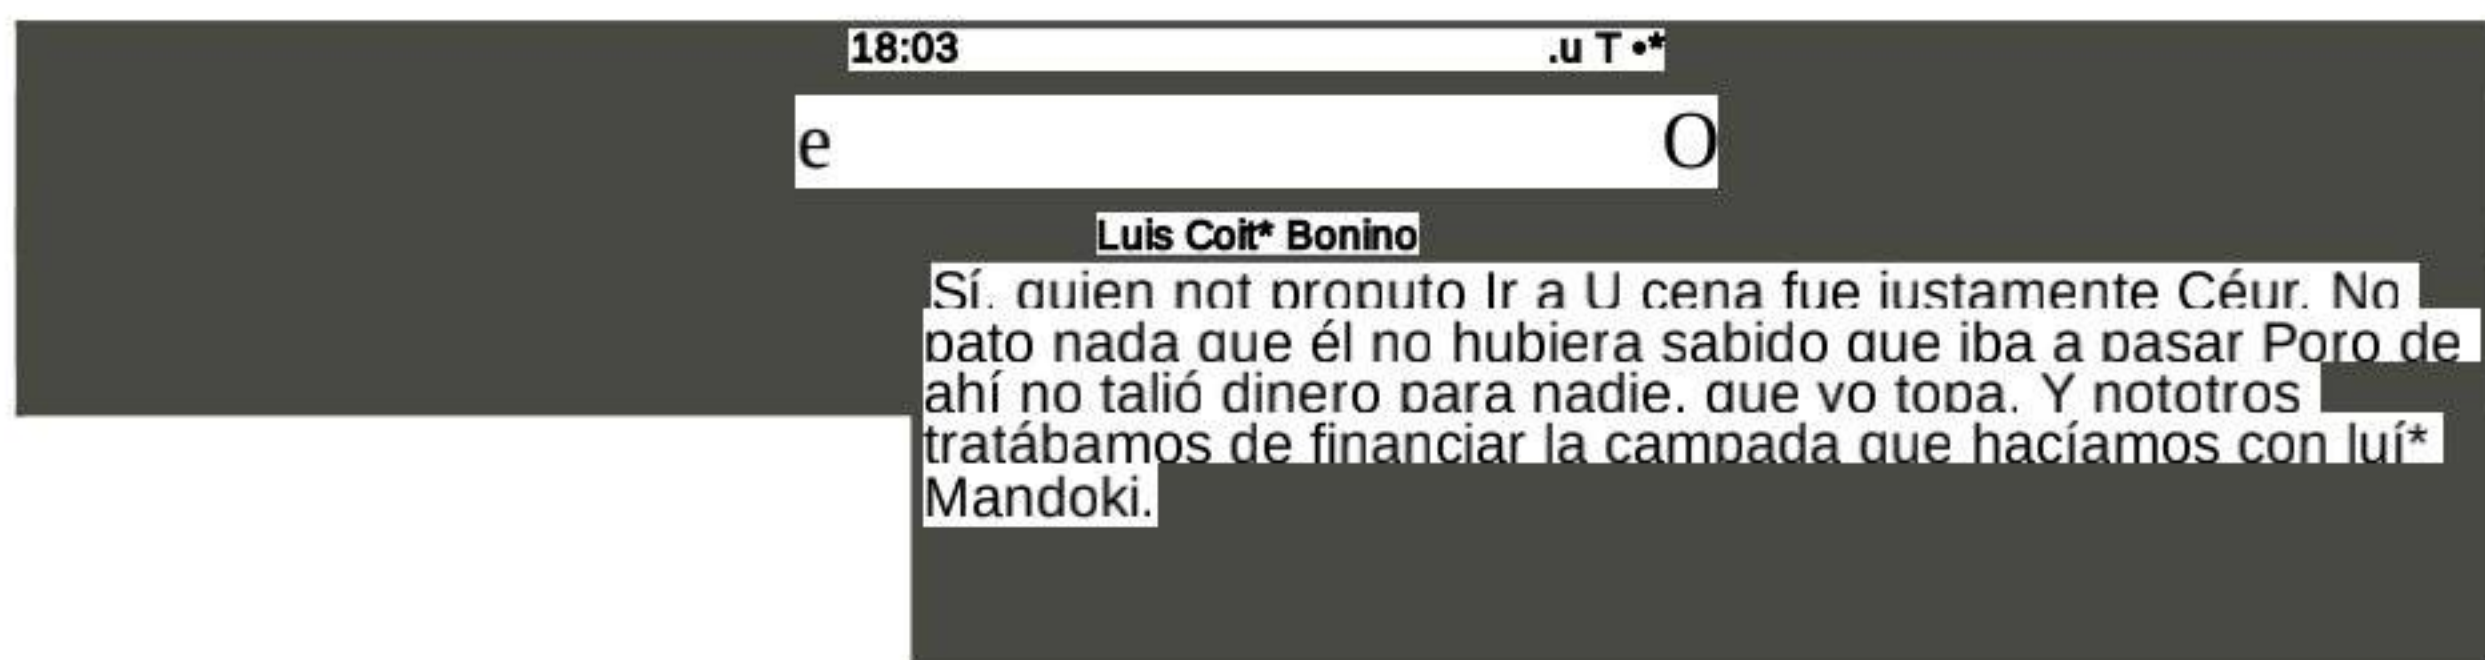 18:03 .u T •*
e O
Luis Coit* Bonino
Sí. quien not proputo Ir a U cena fue justamente Céur. No
pato nada que él no hubiera sabido que iba a pasar Poro de
ahí no talió dinero para nadie. que yo topa. Y nototros
tratábamos de financiar la campada que hacíamos con luí*
Mandoki.